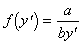 f(y′) = a / by′